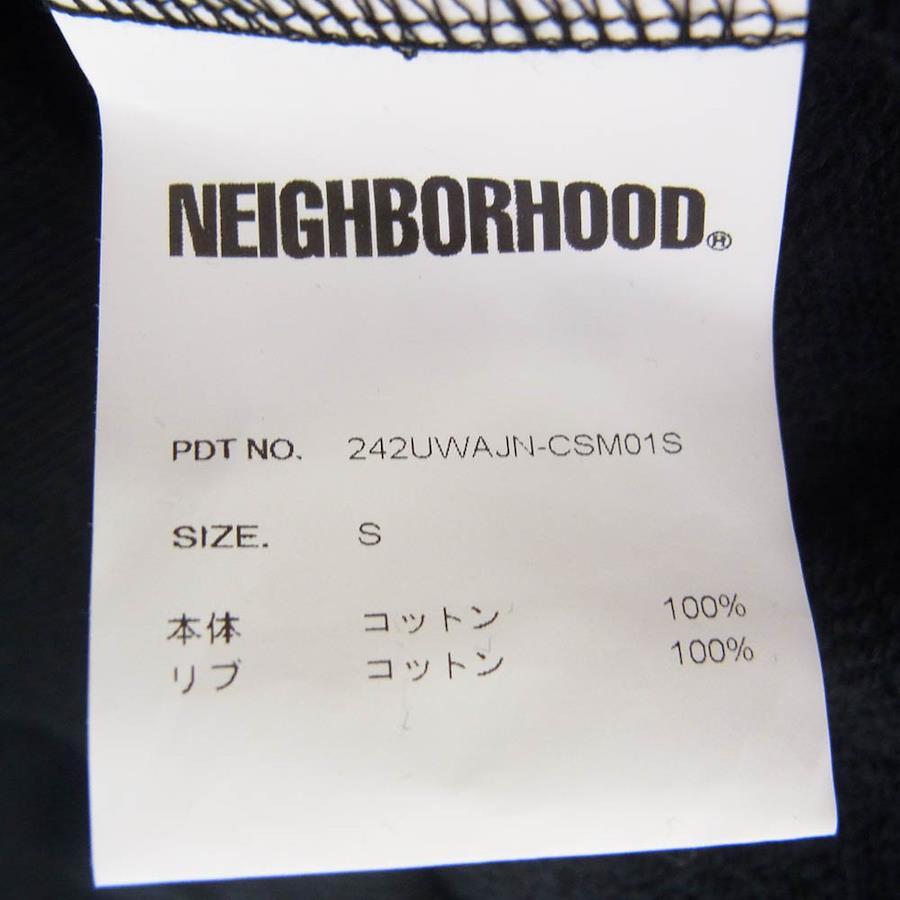 NEIGHBORHOOD®
PDT NO. 242UWAJN-CSM01S
SIZE. S
本体 コットン 100%
リブ コットン 100%